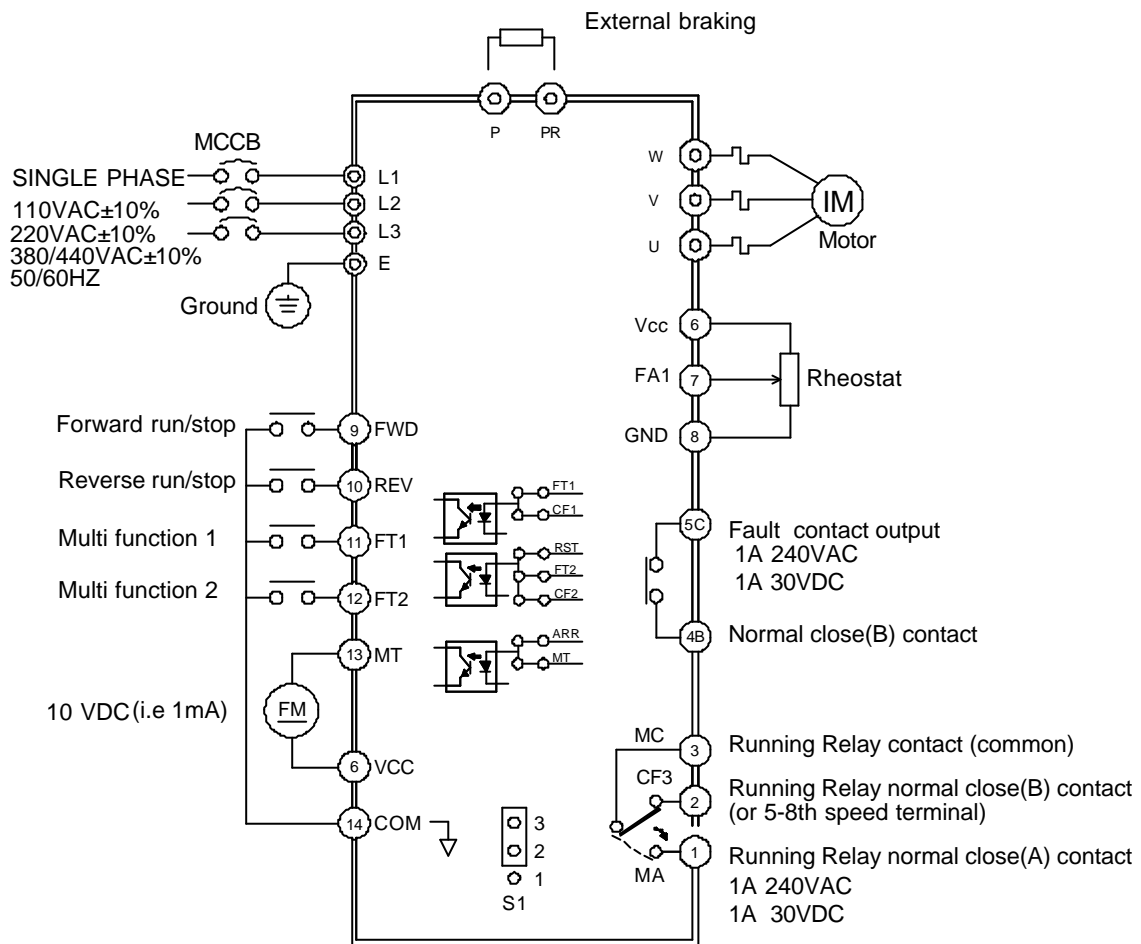 External braking
P
PR
MCCB
SINGLE PHASE
110VAC±10%
220VAC±10%
380/440VAC±10%
50/60HZ
L1
L2
L3
E
Ground
W
V
U
IM
Motor
Vcc
6
FA1
7
GND
8
Rheostat
Forward run/stop
9
FWD
Reverse run/stop
10
REV
Multi function 1
11
FT1
Multi function 2
12
FT2
13
MT
10 VDC(i.e 1mA)
FM
6
VCC
14
COM
FT1
CF1
RST
FT2
CF2
ARR
MT
3
2
1
S1
5C
Fault contact output
1A 240VAC
1A 30VDC
4B
Normal close(B) contact
MC
3
Running Relay contact (common)
CF3
2
Running Relay normal close(B) contact
(or 5-8th speed terminal)
MA
1
Running Relay normal close(A) contact
1A 240VAC
1A 30VDC